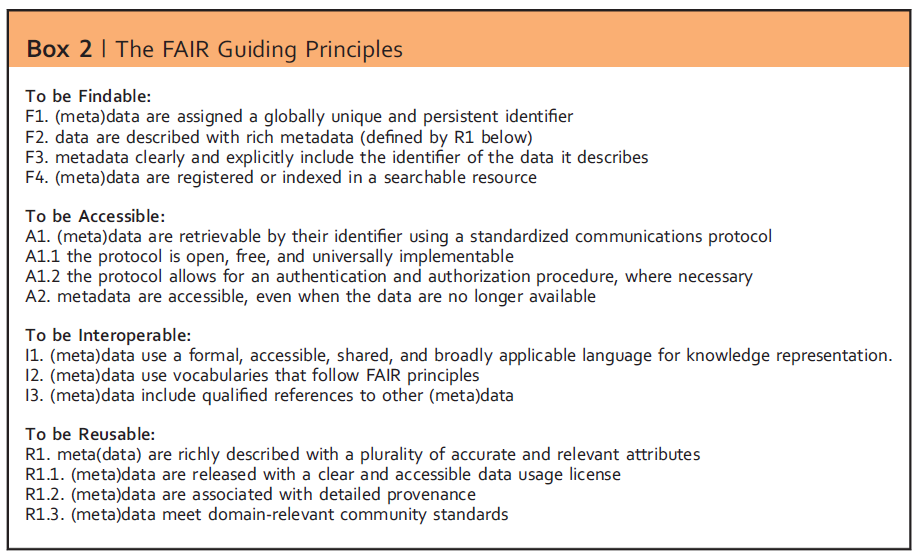 Box 2 | The FAIR Guiding Principles
To be Findable:
F1. (meta)data are assigned a globally unique and persistent identifier
F2. data are described with rich metadata (defined by R1 below)
F3. metadata clearly and explicitly include the identifier of the data it describes
F4. (meta)data are registered or indexed in a searchable resource
To be Accessible:
A1. (meta)data are retrievable by their identifier using a standardized communications protocol
A1.1 the protocol is open, free, and universally implementable
A1.2 the protocol allows for an authentication and authorization procedure, where necessary
A2. metadata are accessible, even when the data are no longer available
To be Interoperable:
I1. (meta)data use a formal, accessible, shared, and broadly applicable language for knowledge representation.
I2. (meta)data use vocabularies that follow FAIR principles
I3. (meta)data include qualified references to other (meta)data
To be Reusable:
R1. meta(data) are richly described with a plurality of accurate and relevant attributes
R1.1. (meta)data are released with a clear and accessible data usage license
R1.2. (meta)data are associated with detailed provenance
R1.3. (meta)data meet domain-relevant community standards